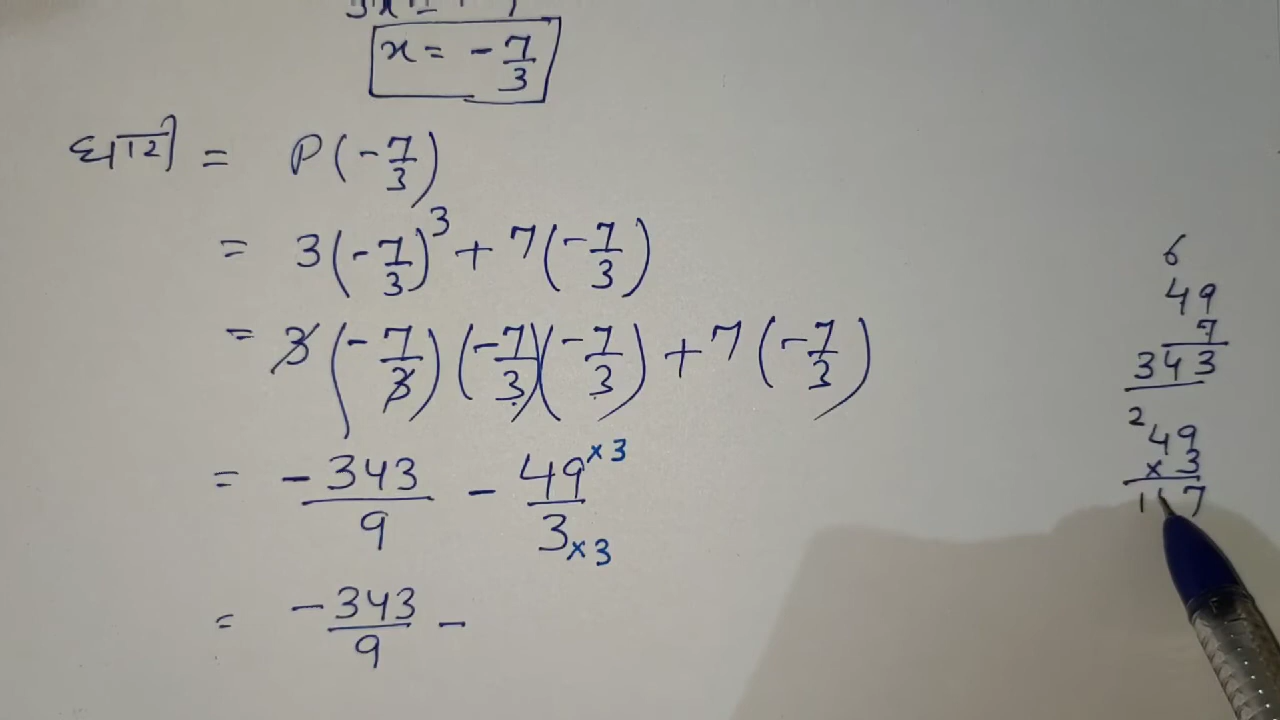 x = - 7/3
= P(-7/3)
= 3(-7/3)³ + 7(-7/3)
= 3(-7/3)(-7/3)(-7/3) + 7(-7/3)
= -343/9 - 49×3/3×3
= -343/9 -
6
49
7
343
2
49
× 3